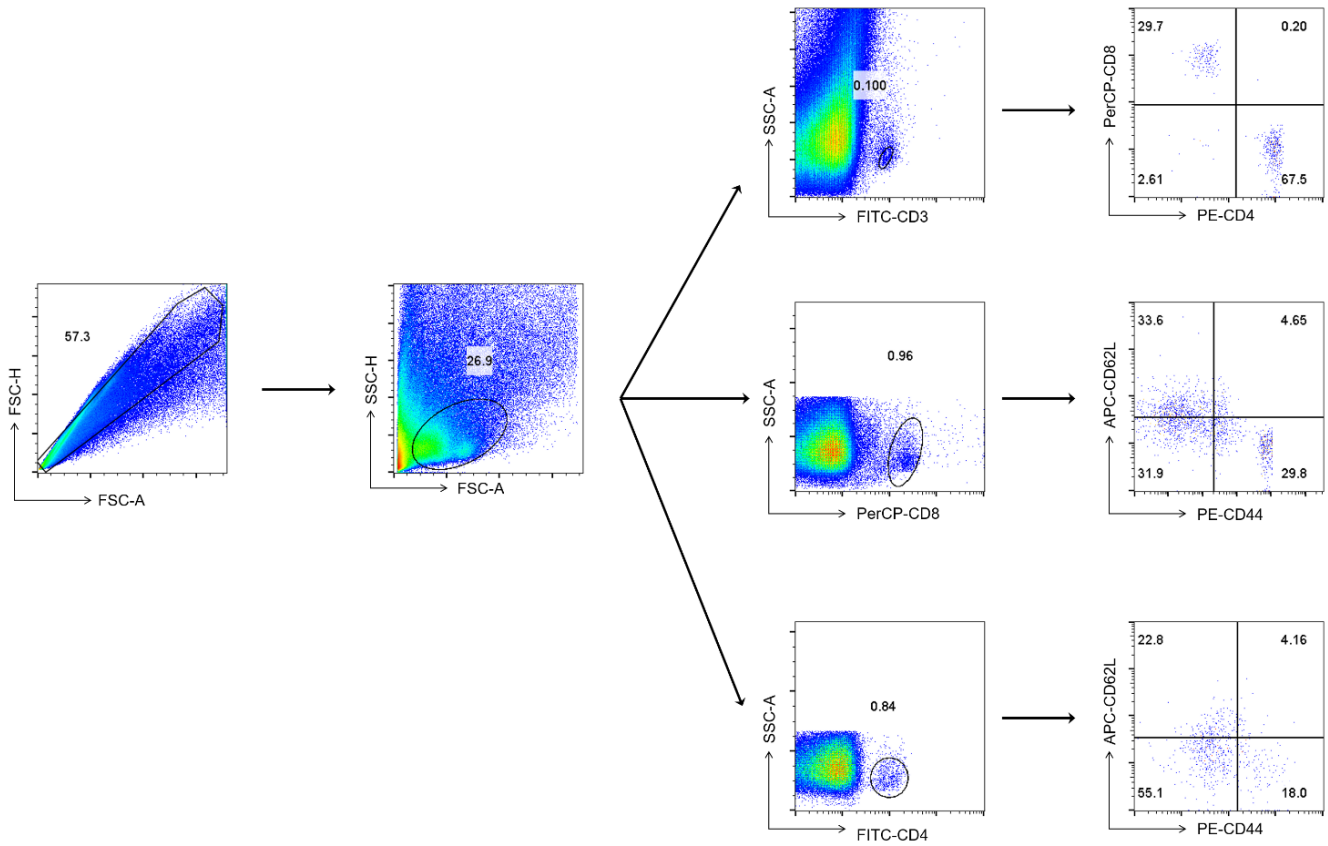 57.3
FSC-H
FSC-A
26.9
SSC-H
FSC-A
0.100
SSC-A
FITC-CD3
29.7
0.20
2.61
67.5
PerCP-CD8
PE-CD4
0.96
SSC-A
PerCP-CD8
33.6
4.65
31.9
29.8
APC-CD62L
PE-CD44
0.84
SSC-A
FITC-CD4
22.8
4.16
55.1
18.0
APC-CD62L
PE-CD44